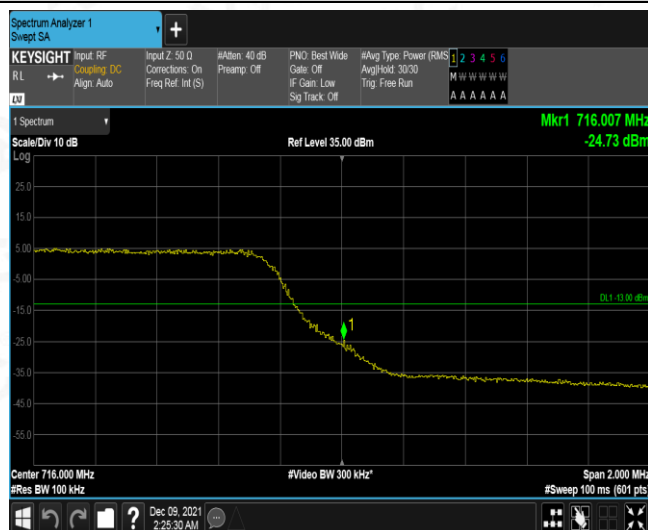 Spectrum Analyzer 1
Swept SA
+
KEYSIGHT
RL
LXI
Input: RF
Coupling: DC
Align: Auto
Input Z: 50 Ω
Corrections: On
Freq Ref: Int (S)
#Atten: 40 dB
Preamp: Off
PNO: Best Wide
Gate: Off
IF Gain: Low
Sig Track: Off
#Avg Type: Power (RMS
Avg|Hold: 30/30
Trig: Free Run
1 2 3 4 5 6
M W W W W W
A A A A A A
1 Spectrum
Scale/Div 10 dB
Log
Ref Level 35.00 dBm
Mkr1 716.007 MHz
-24.73 dBm
25.0
15.0
5.00
-5.00
-15.0
-25.0
-35.0
-45.0
-55.0
DL1 -13.00 dBm
1
Center 716.000 MHz
#Res BW 100 kHz
#Video BW 300 kHz*
Span 2.000 MHz
#Sweep 100 ms (601 pts)
?
Dec 09, 2021
2:25:30 AM